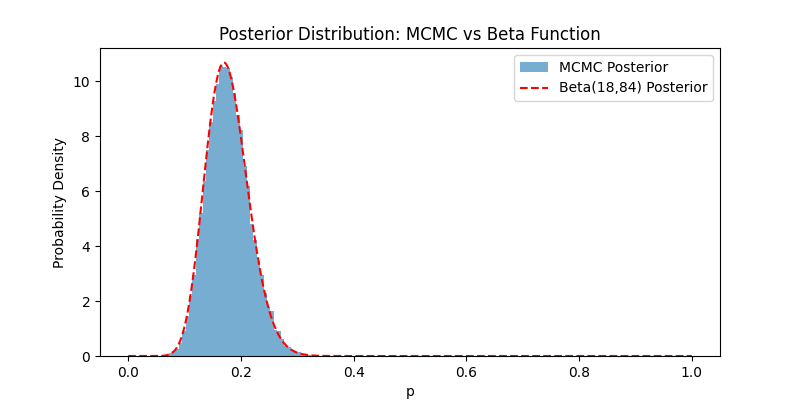 Posterior Distribution: MCMC vs Beta Function
MCMC Posterior
Beta(18,84) Posterior
Probability Density
10
8
6
4
2
0
0.0 0.2 0.4 0.6 0.8 1.0
p